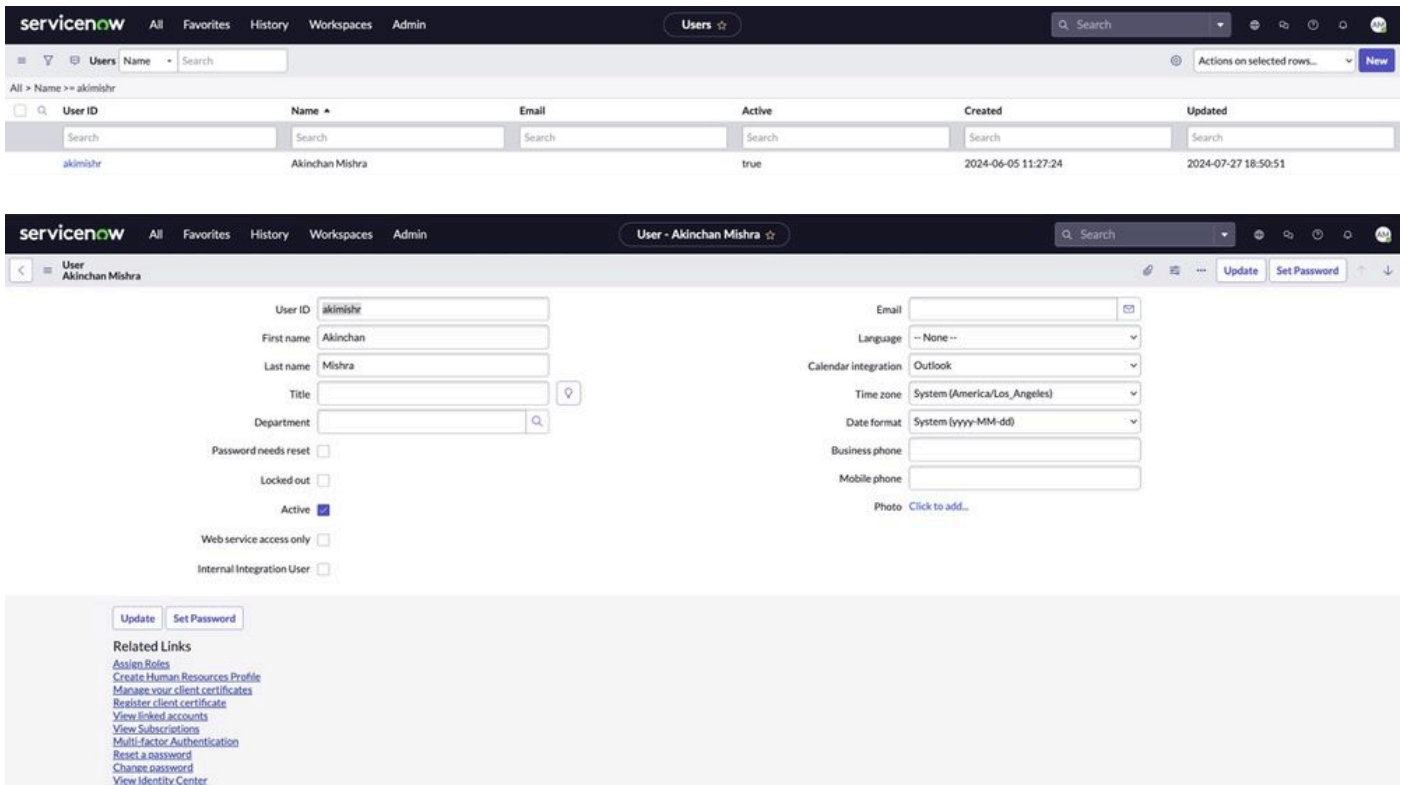 servicenow All Favorites History Workspaces Admin Users Search AM
Users Name Search Actions on selected rows... New
All > Name >= akimishr
User ID Name Email Active Created Updated
Search Search Search Search Search Search
akimishr Akinchan Mishra true 2024-06-05 11:27:24 2024-07-27 18:50:51
servicenow All Favorites History Workspaces Admin User - Akinchan Mishra Search AM
User
Akinchan Mishra
Update Set Password
User ID akimishr Email
First name Akinchan Language -- None --
Last name Mishra Calendar integration Outlook
Title Time zone System (America/Los_Angeles)
Department Date format System (yyyy-MM-dd)
Password needs reset Business phone
Locked out Mobile phone
Active Photo Click to add...
Web service access only
Internal Integration User
Update Set Password
Related Links
Assign Roles
Create Human Resources Profile
Manage your client certificates
Register client certificate
View linked accounts
View Subscriptions
Multi-factor Authentication
Reset a password
Change password
View Identity Center